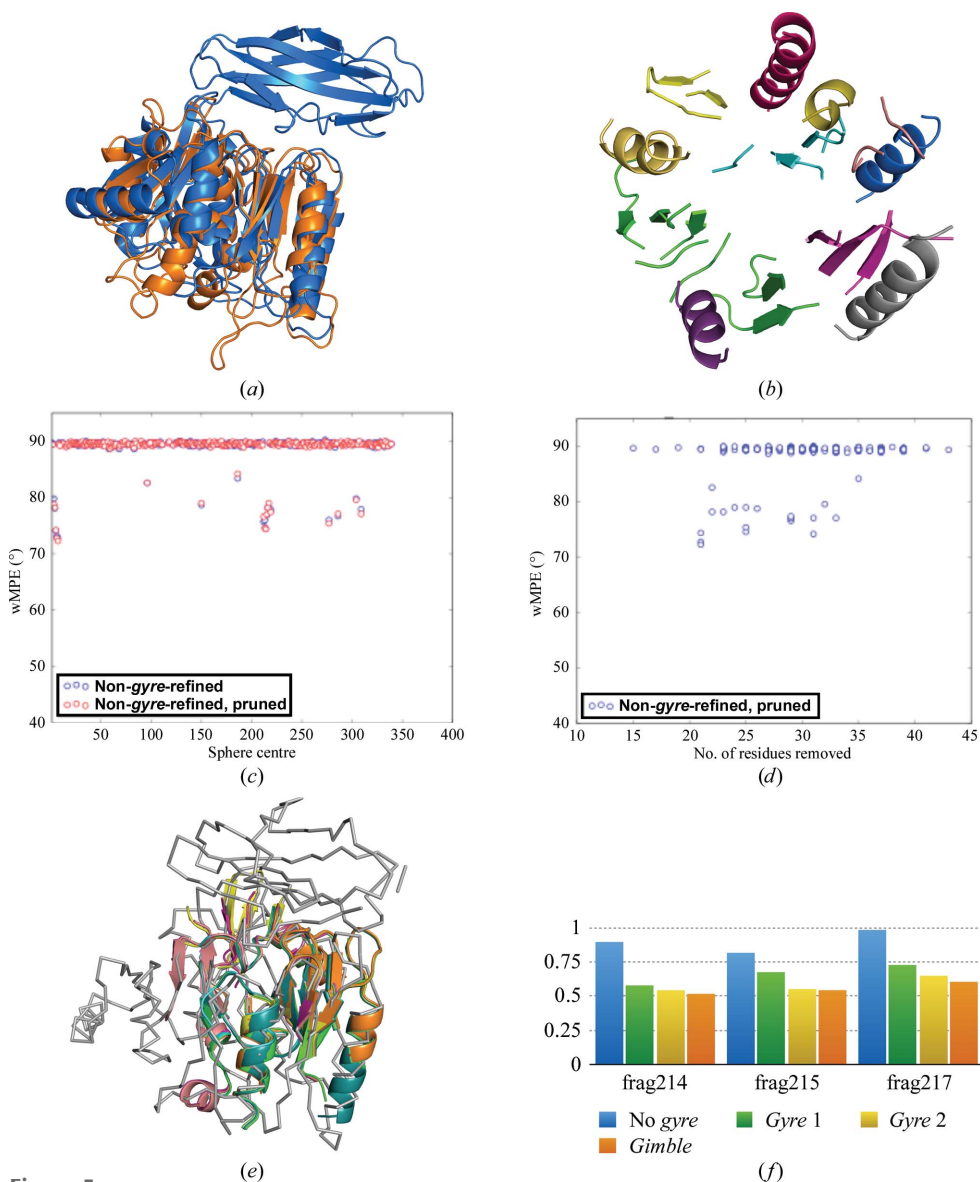 (a)
(b)
90
80
70
60
50
40
wMPE (°)
Non-gyre-refined
Non-gyre-refined, pruned
50 100 150 200 250 300 350 400
Sphere centre
(c)
90
80
70
60
50
40
wMPE (°)
Non-gyre-refined, pruned
10 15 20 25 30 35 40 45
No. of residues removed
(d)
(e)
1
0.75
0.5
0.25
0
frag214 frag215 frag217
No gyre Gyre 1 Gyre 2
Gimble
(f)